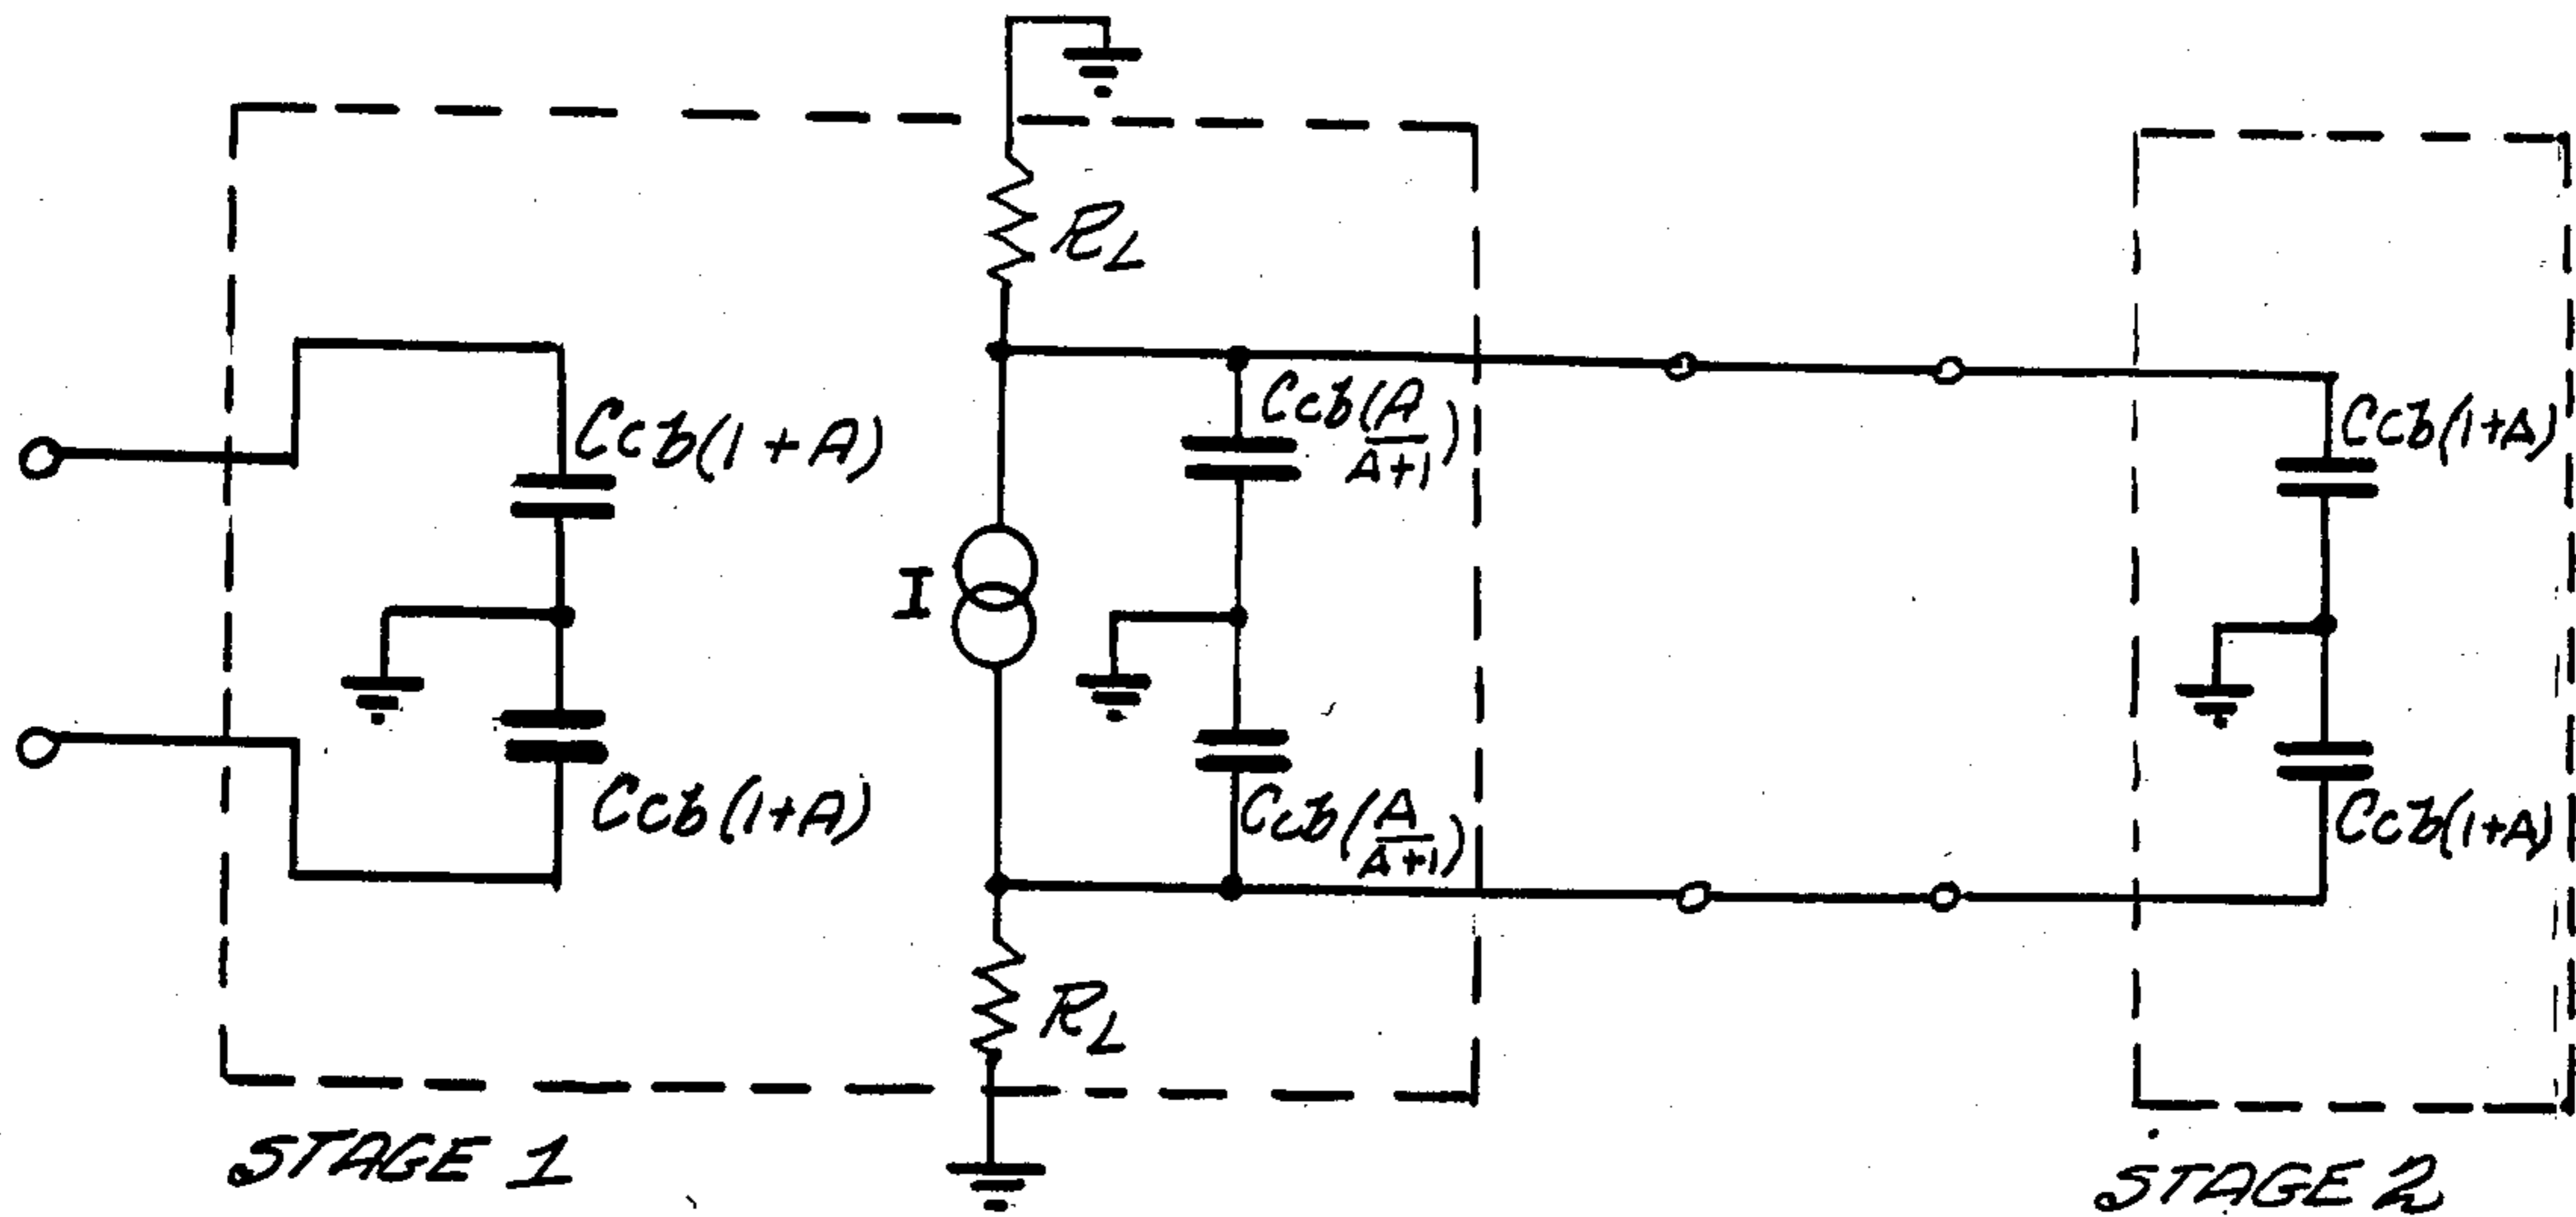 RL
Ccb(1+A)
Ccb(A/A+1)
Ccb(1+A)
I
Ccb(1+A)
Ccb(A/A+1)
Ccb(1+A)
RL
STAGE 1
STAGE 2